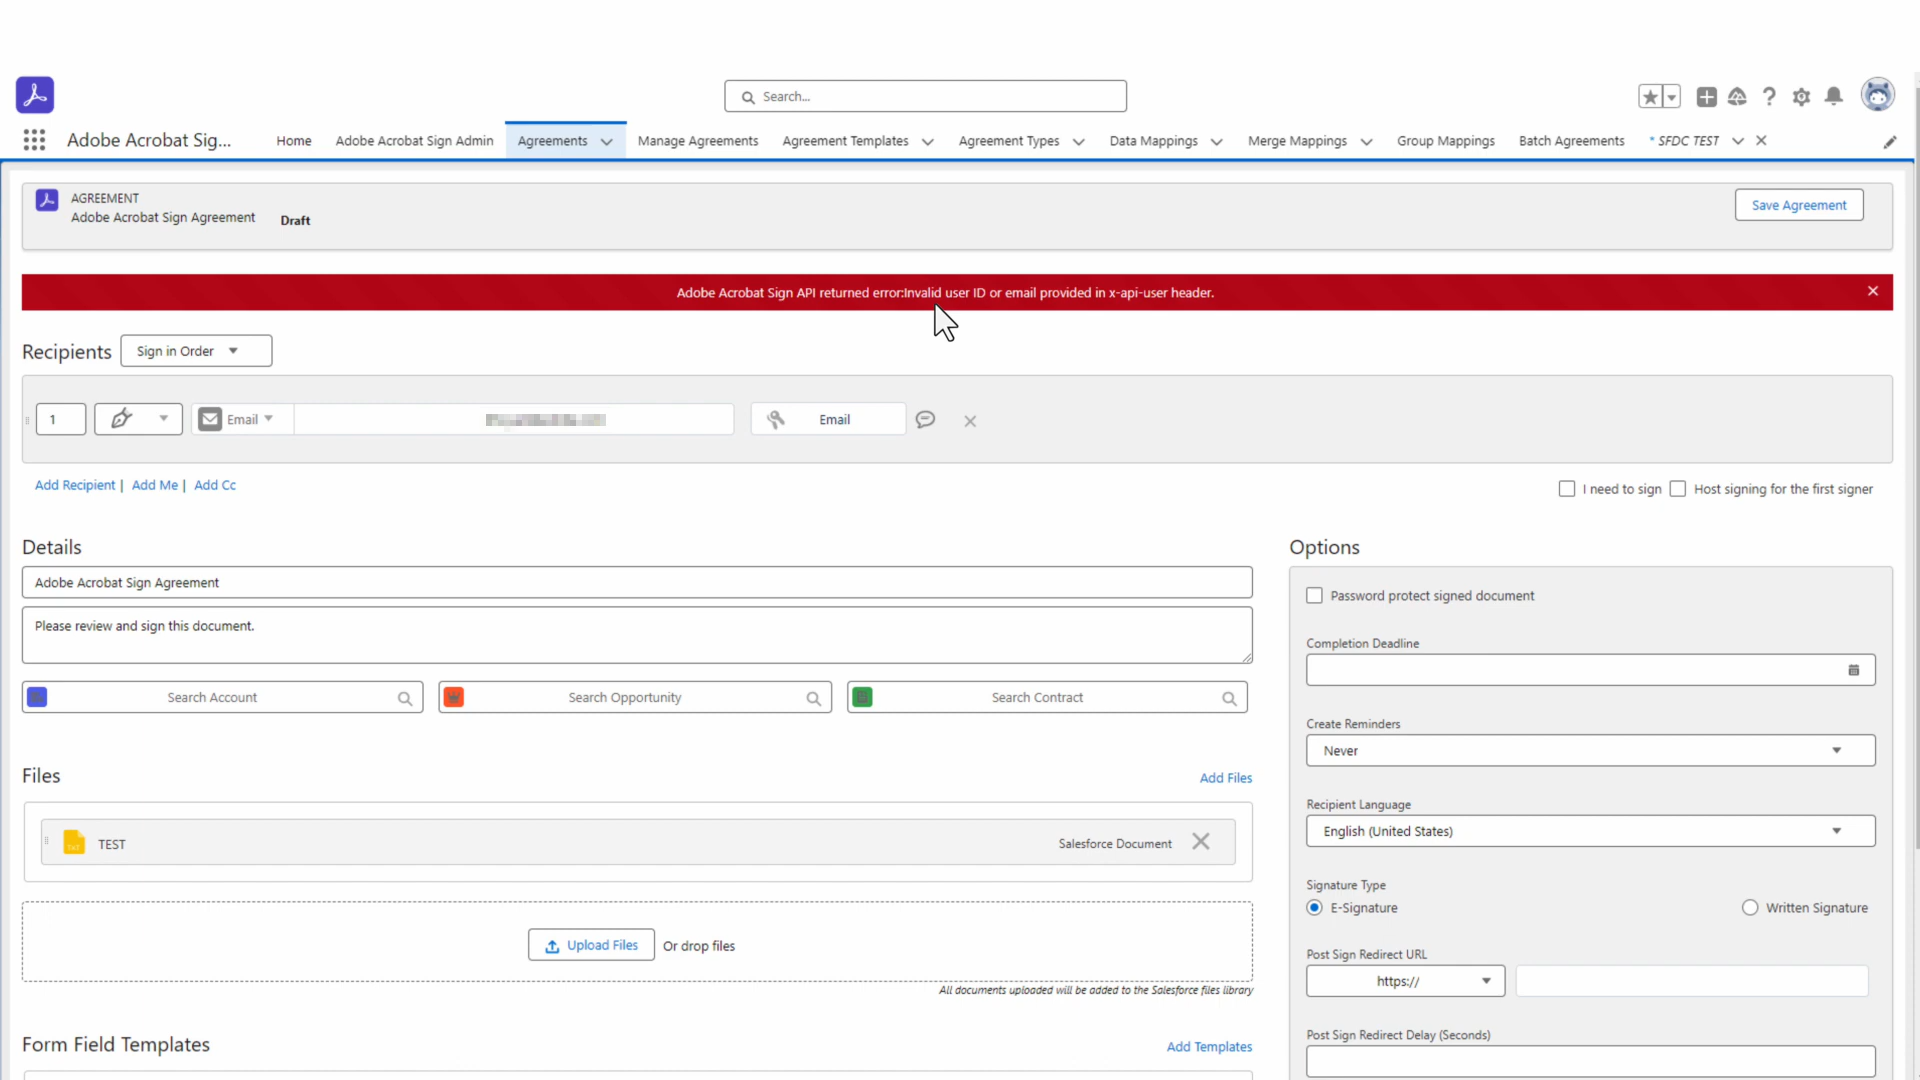 Search...
Adobe Acrobat Sig...
Home
Adobe Acrobat Sign Admin
Agreements
Manage Agreements
Agreement Templates
Agreement Types
Data Mappings
Merge Mappings
Group Mappings
Batch Agreements
* SFDC TEST
AGREEMENT
Adobe Acrobat Sign Agreement
Draft
Save Agreement
Adobe Acrobat Sign API returned error:Invalid user ID or email provided in x-api-user header.
Recipients
Sign in Order
1
Email
Email
Add Recipient | Add Me | Add Cc
I need to sign
Host signing for the first signer
Details
Adobe Acrobat Sign Agreement
Please review and sign this document.
Search Account
Search Opportunity
Search Contract
Files
Add Files
TEST
Salesforce Document
Upload Files
Or drop files
All documents uploaded will be added to the Salesforce files library
Form Field Templates
Add Templates
Options
Password protect signed document
Completion Deadline
Create Reminders
Never
Recipient Language
English (United States)
Signature Type
E-Signature
Written Signature
Post Sign Redirect URL
https://
Post Sign Redirect Delay (Seconds)